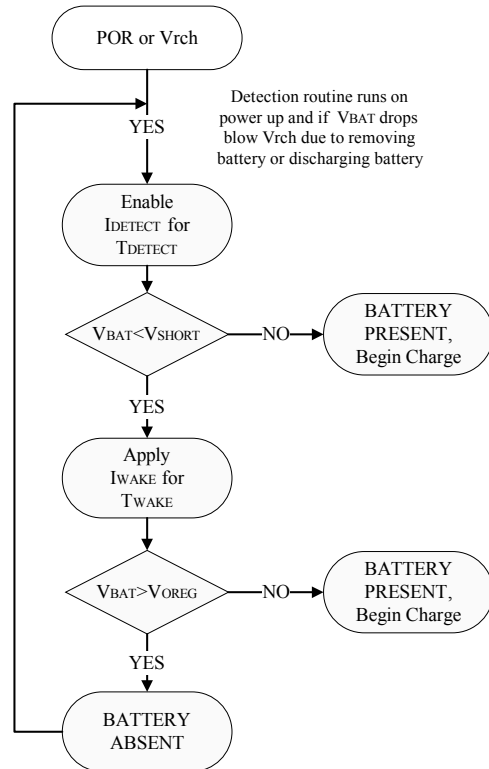 POR or Vrch
YES
Detection routine runs on
power up and if VBAT drops
blow Vrch due to removing
battery or discharging battery
Enable
IDETECT for
TDETECT
VBAT<VSHORT
NO
BATTERY
PRESENT,
Begin Charge
YES
Apply
IWAKE for
TWAKE
VBAT>VOREG
NO
BATTERY
PRESENT,
Begin Charge
YES
BATTERY
ABSENT